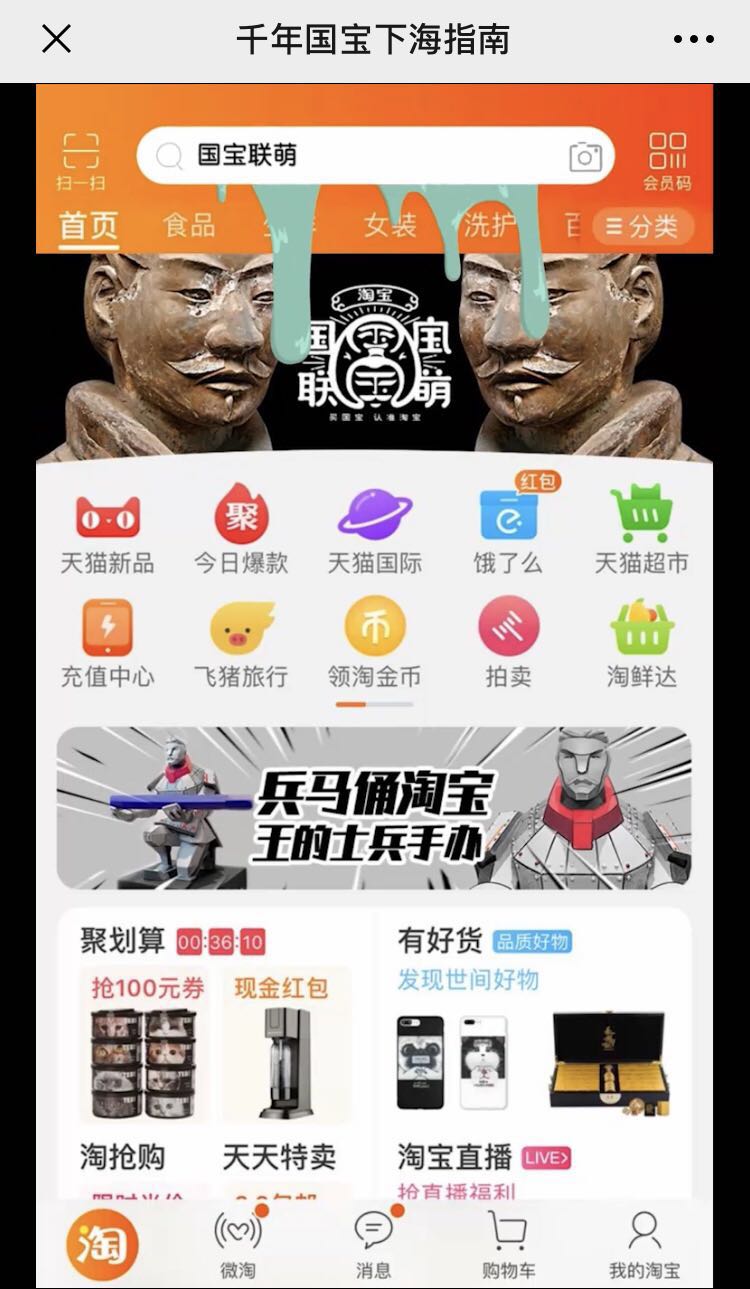 千年国宝下海指南
国宝联萌
扫一扫
会员码
首页 食品 女装 洗护 分类
淘宝
国宝
联萌
买国宝 认准淘宝
红包
聚
天猫新品 今日爆款 天猫国际 饿了么 天猫超市
币
充值中心 飞猪旅行 领淘金币 拍卖 淘鲜达
兵马俑淘宝
王的士兵手办
聚划算 00:36:10 有好货 品质好物
抢100元券 现金红包 发现世间好物
淘抢购 天天特卖 淘宝直播 LIVE>
抢直播福利
淘
微淘 消息 购物车 我的淘宝